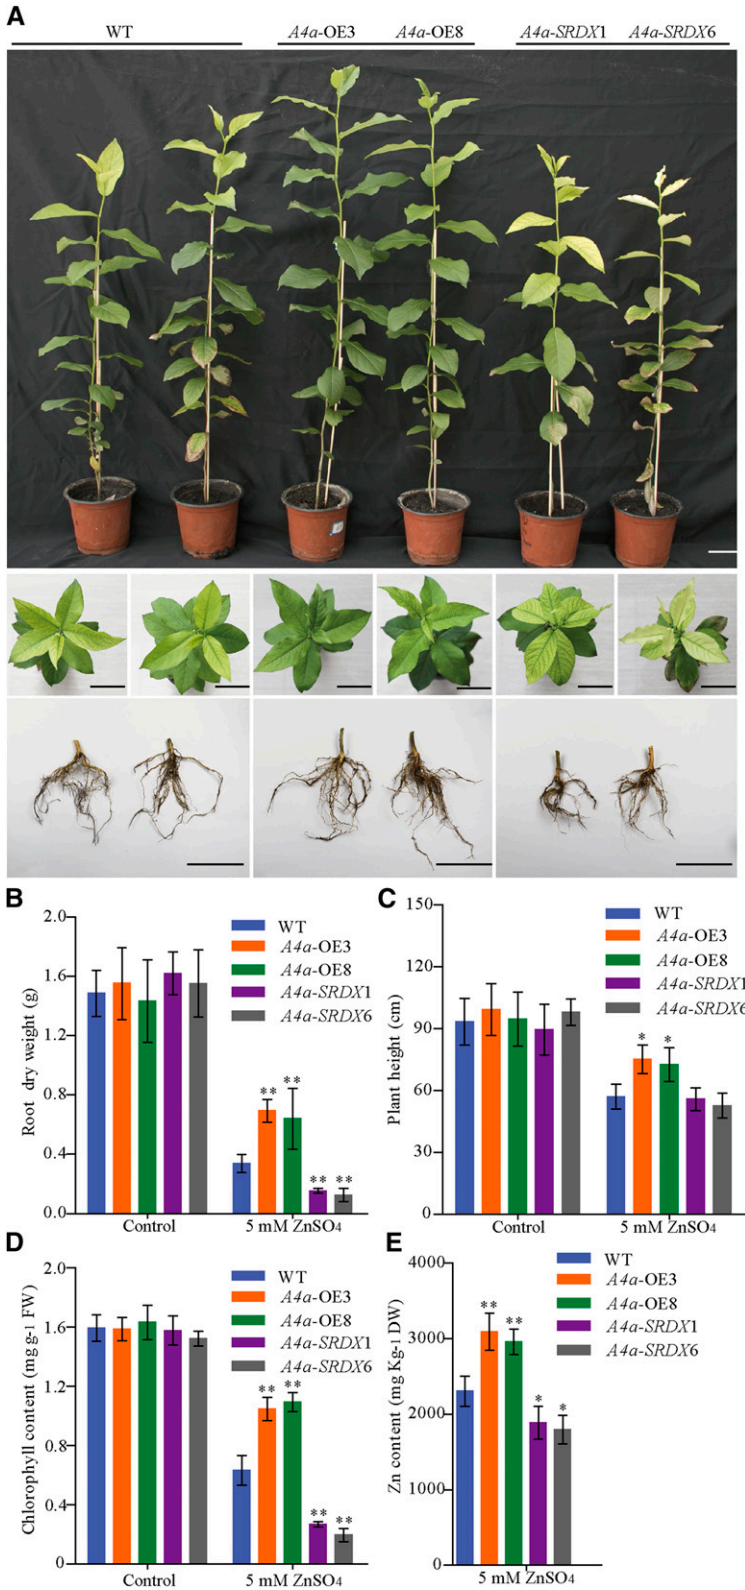 A
WT A4a-OE3 A4a-OE8 A4a-SRDX1 A4a-SRDX6
B
Root dry weight (g)
2.0
1.6
1.2
0.8
0.4
0.0
WT
A4a-OE3
A4a-OE8
A4a-SRDX1
A4a-SRDX6
** **
** **
Control 5 mM ZnSO4
C
Plant height (cm)
150
120
90
60
30
0
WT
A4a-OE3
A4a-OE8
A4a-SRDX1
A4a-SRDX6
* *
Control 5 mM ZnSO4
D
Chlorophyll content (mg g-1 FW)
2.0
1.6
1.2
0.8
0.4
0
WT
A4a-OE3
A4a-OE8
A4a-SRDX1
A4a-SRDX6
** **
** **
Control 5 mM ZnSO4
E
Zn content (mg Kg-1 DW)
4000
3000
2000
1000
0
WT
A4a-OE3
A4a-OE8
A4a-SRDX1
A4a-SRDX6
** **
* *
5 mM ZnSO4